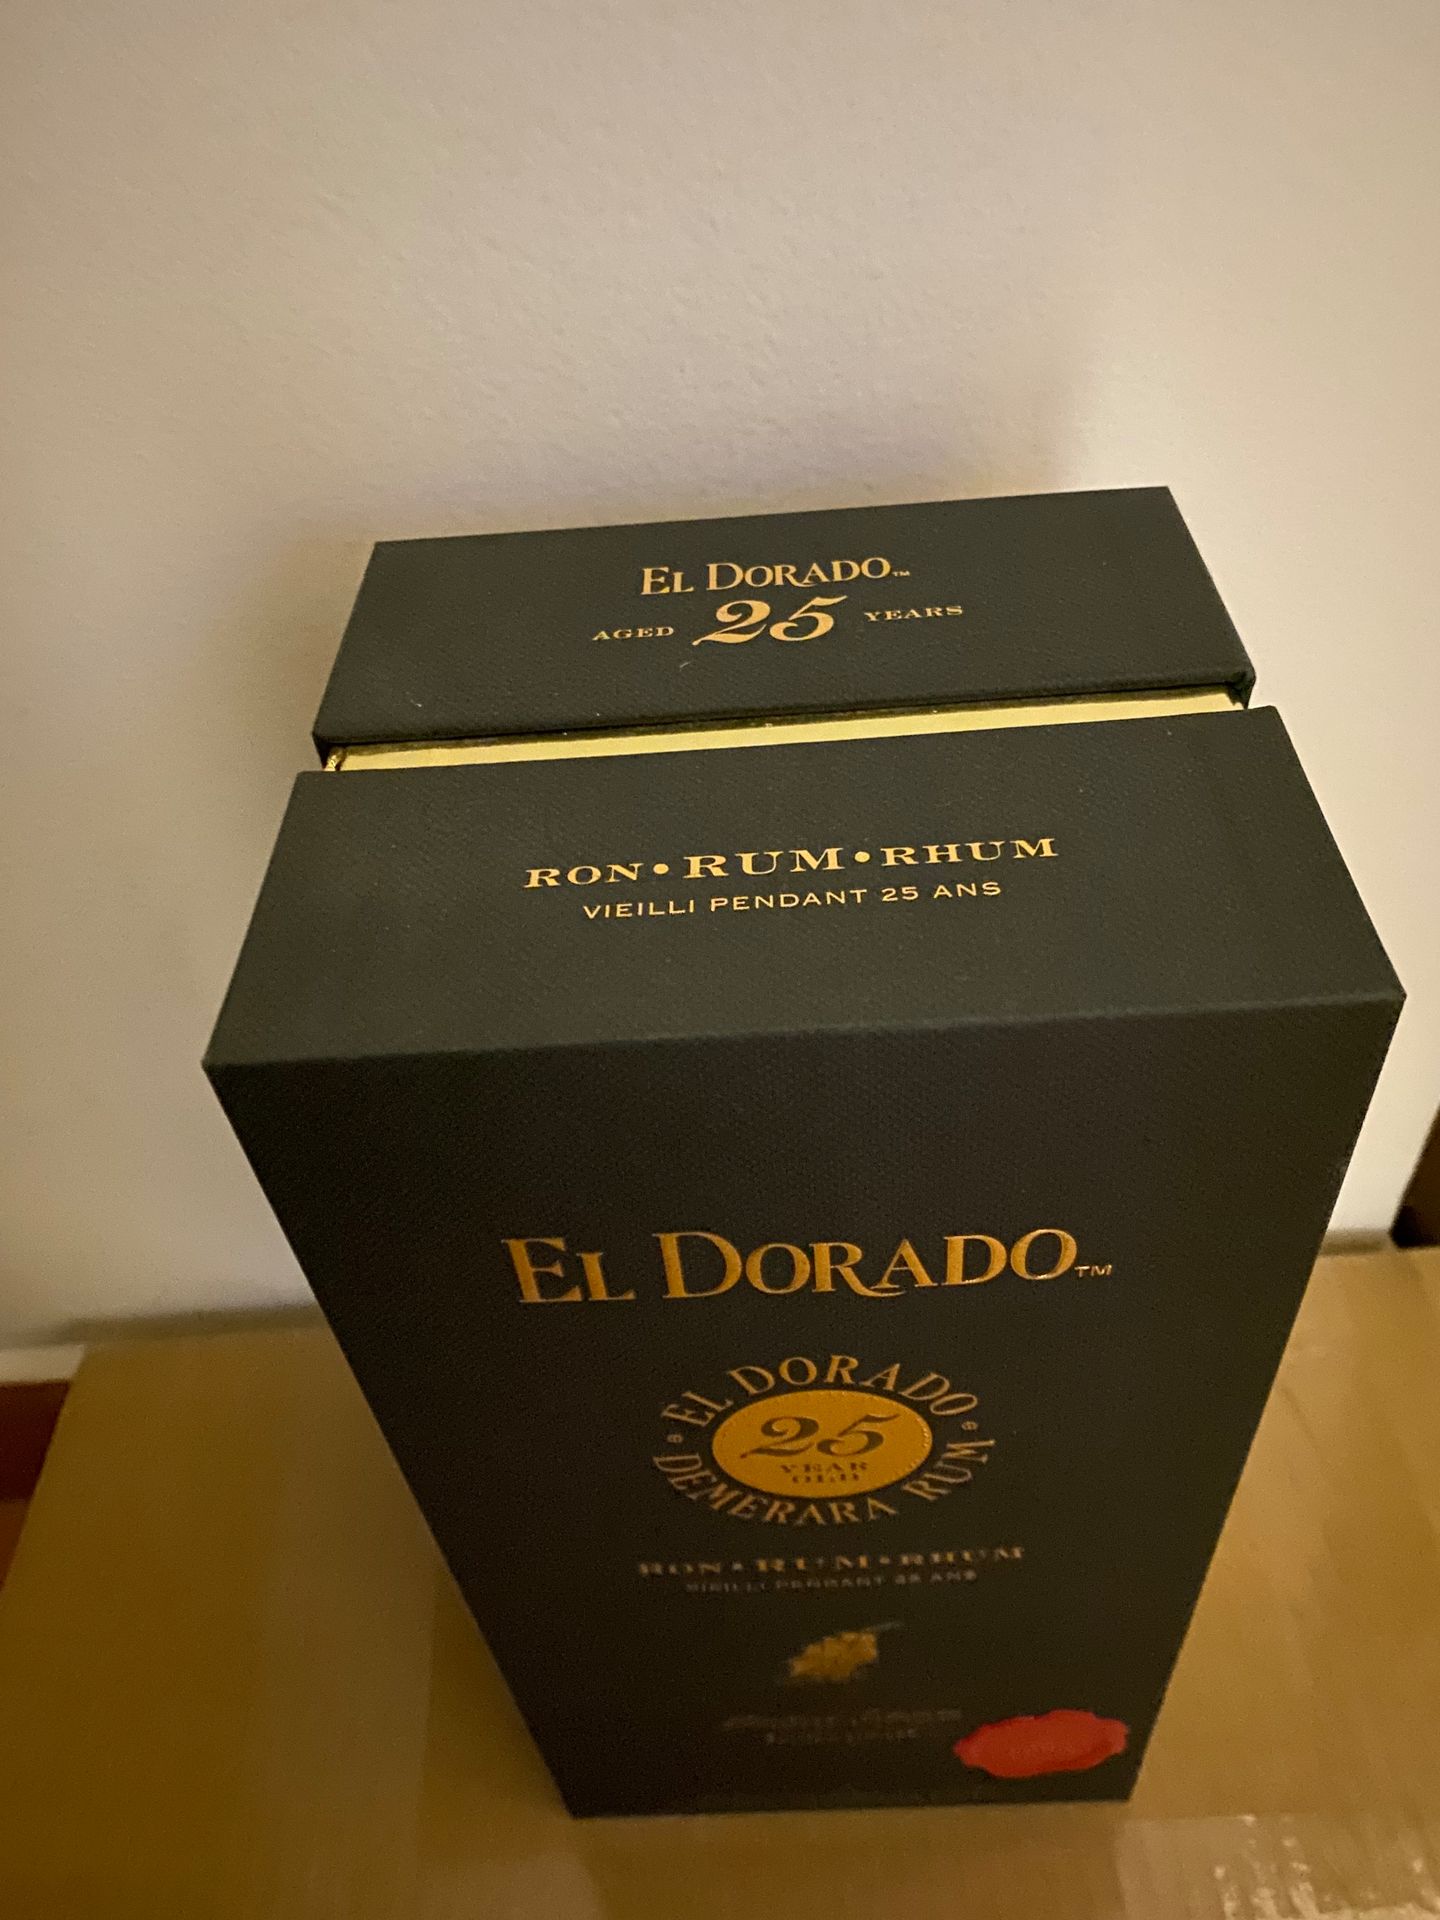 EL DORADO™
AGED 25 YEARS
RON • RUM • RHUM
VIEILLI PENDANT 25 ANS
EL DORADO™
EL DORADO
25
YEAR
OLD
DEMERARA RUM
RON • RUM • RHUM
VIEILLI PENDANT 25 ANS